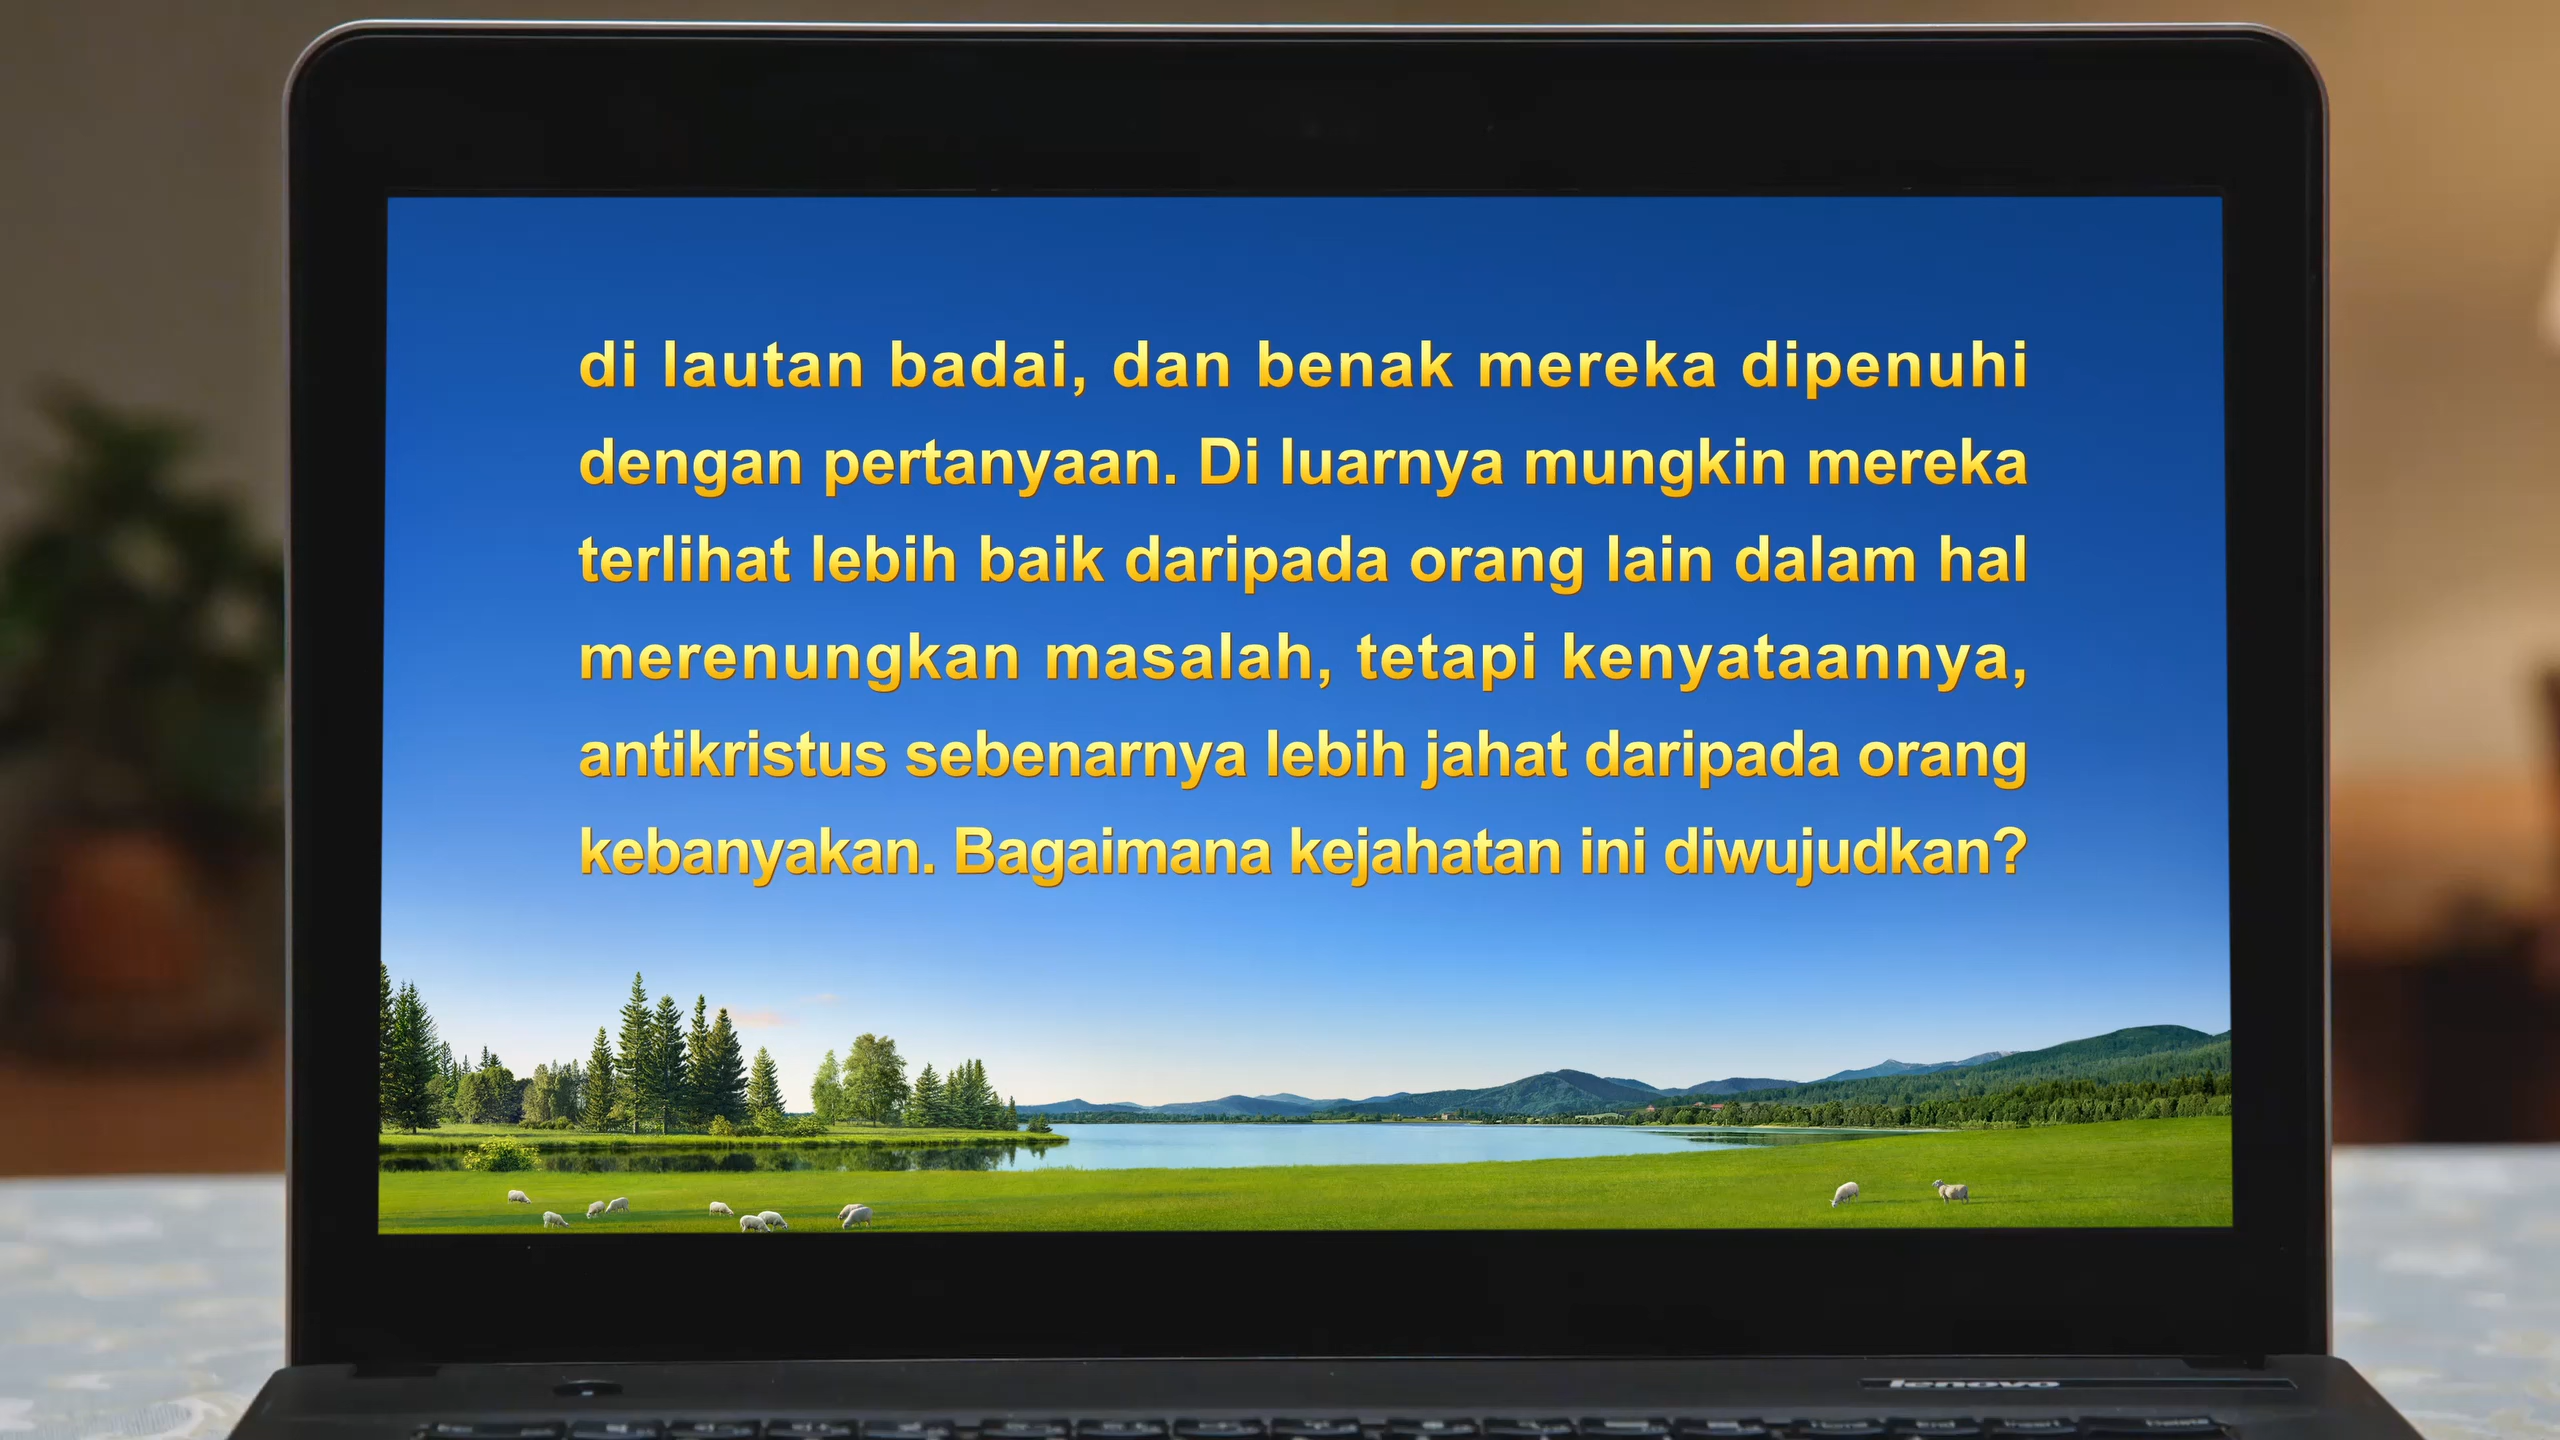 di lautan badai, dan benak mereka dipenuhi
dengan pertanyaan. Di luarnya mungkin mereka
terlihat lebih baik daripada orang lain dalam hal
merenungkan masalah, tetapi kenyataannya,
antikristus sebenarnya lebih jahat daripada orang
kebanyakan. Bagaimana kejahatan ini diwujudkan?
lenovo